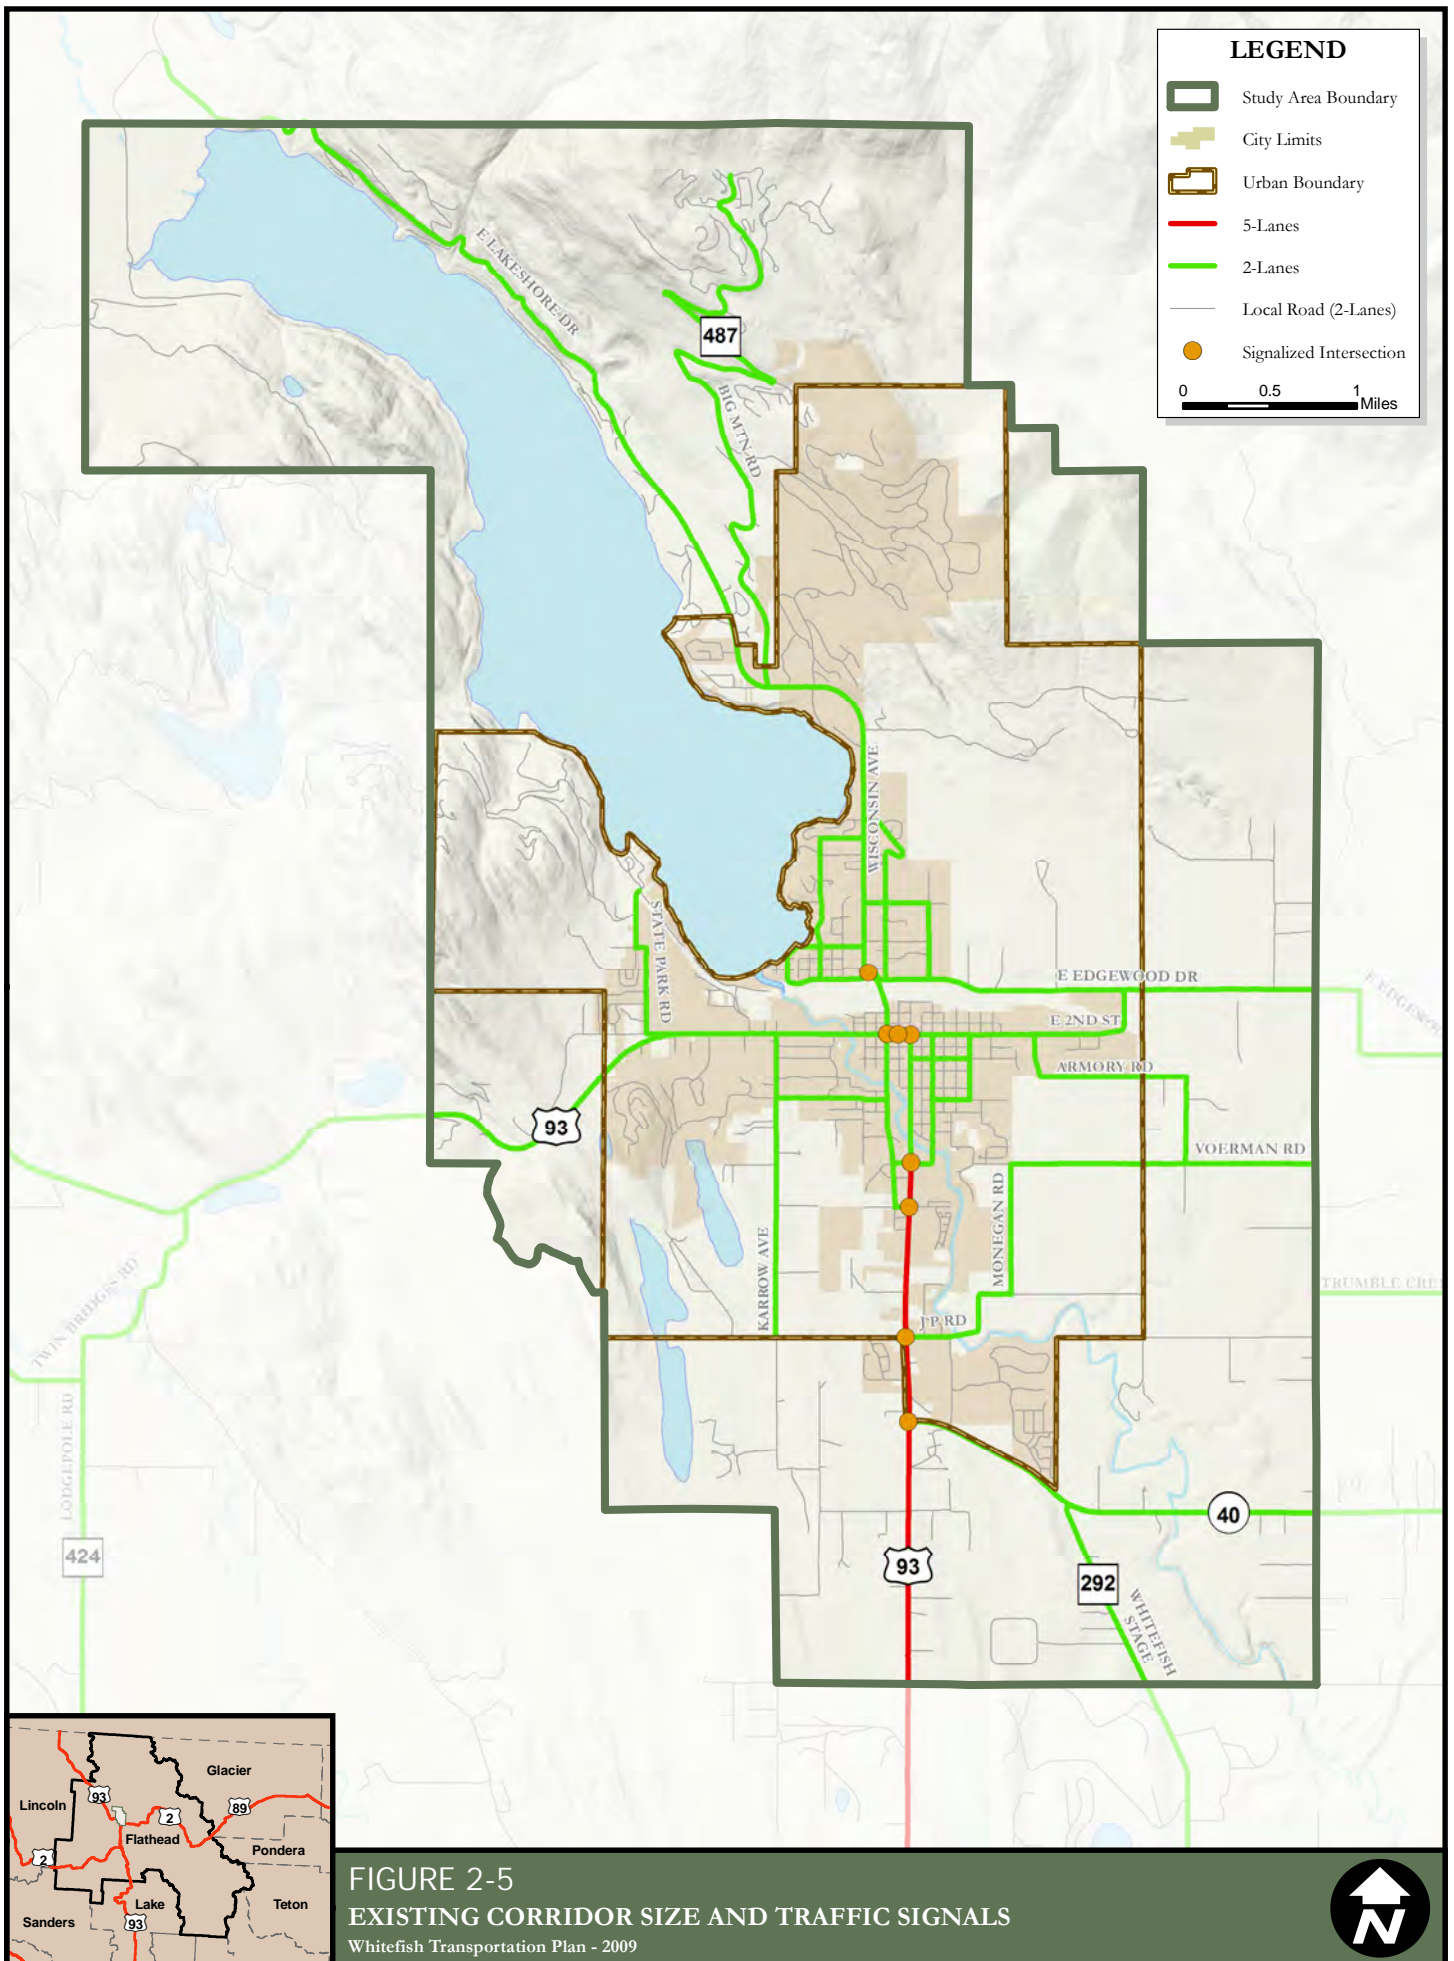 LEGEND
Study Area Boundary
City Limits
Urban Boundary
5-Lanes
2-Lanes
Local Road (2-Lanes)
Signalized Intersection
0 0.5 1
Miles
E LAKESHORE DR
487
BIG MTN RD
WISCONSIN AVE
STATE PARK RD
E EDGEWOOD DR
E 2ND ST
ARMORY RD
93
VOERMAN RD
MONEGAN RD
KARROW AVE
J P RD
TWIN BRIDGES RD
LODGEPOLE RD
424
40
93
292
WHITEFISH
STAGE
Glacier
Lincoln
93
89
2
Flathead
Pondera
2
Lake
Teton
Sanders
93
FIGURE 2-5
EXISTING CORRIDOR SIZE AND TRAFFIC SIGNALS
Whitefish Transportation Plan - 2009
N